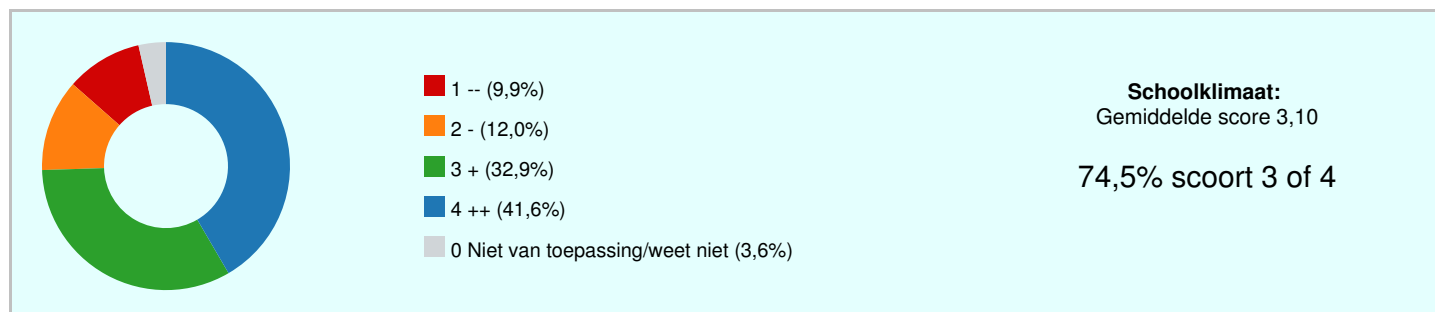 1 -- (9,9%)
2 - (12,0%)
3 + (32,9%)
4 ++ (41,6%)
0 Niet van toepassing/weet niet (3,6%)
Schoolklimaat:
Gemiddelde score 3,10
74,5% scoort 3 of 4